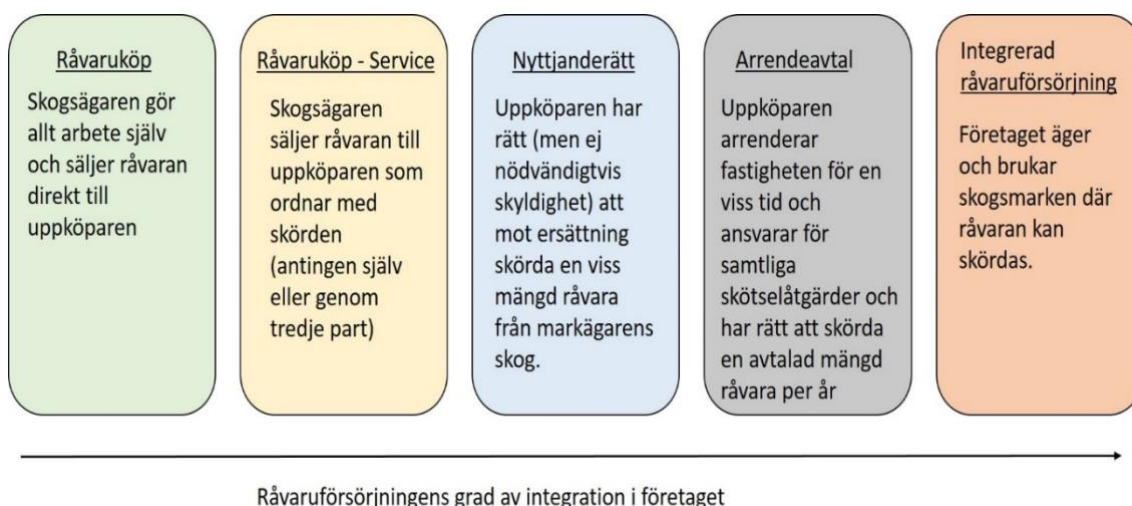 Råvaruköp
Skogsägaren gör
allt arbete själv
och säljer råvaran
direkt till
uppköparen
Råvaruköp - Service
Skogsägaren
säljer råvaran till
uppköparen som
ordnar med
skörden
(antingen själv
eller genom
tredje part)
Nyttjanderätt
Uppköparen har
rätt (men ej
nödvändigtvis
skyldighet) att
mot ersättning
skörda en viss
mängd råvara
från markägarens
skog.
Arrendeavtal
Uppköparen
arrenderar
fastigheten för en
viss tid och
ansvarar för
samtliga
skötselåtgärder och
har rätt att skörda
en avtalad mängd
råvara per år
Integrerad
råvaruförsörjning
Företaget äger
och brukar
skogsmarken där
råvaran kan
skördas.
Råvaruförsörjningens grad av integration i företaget